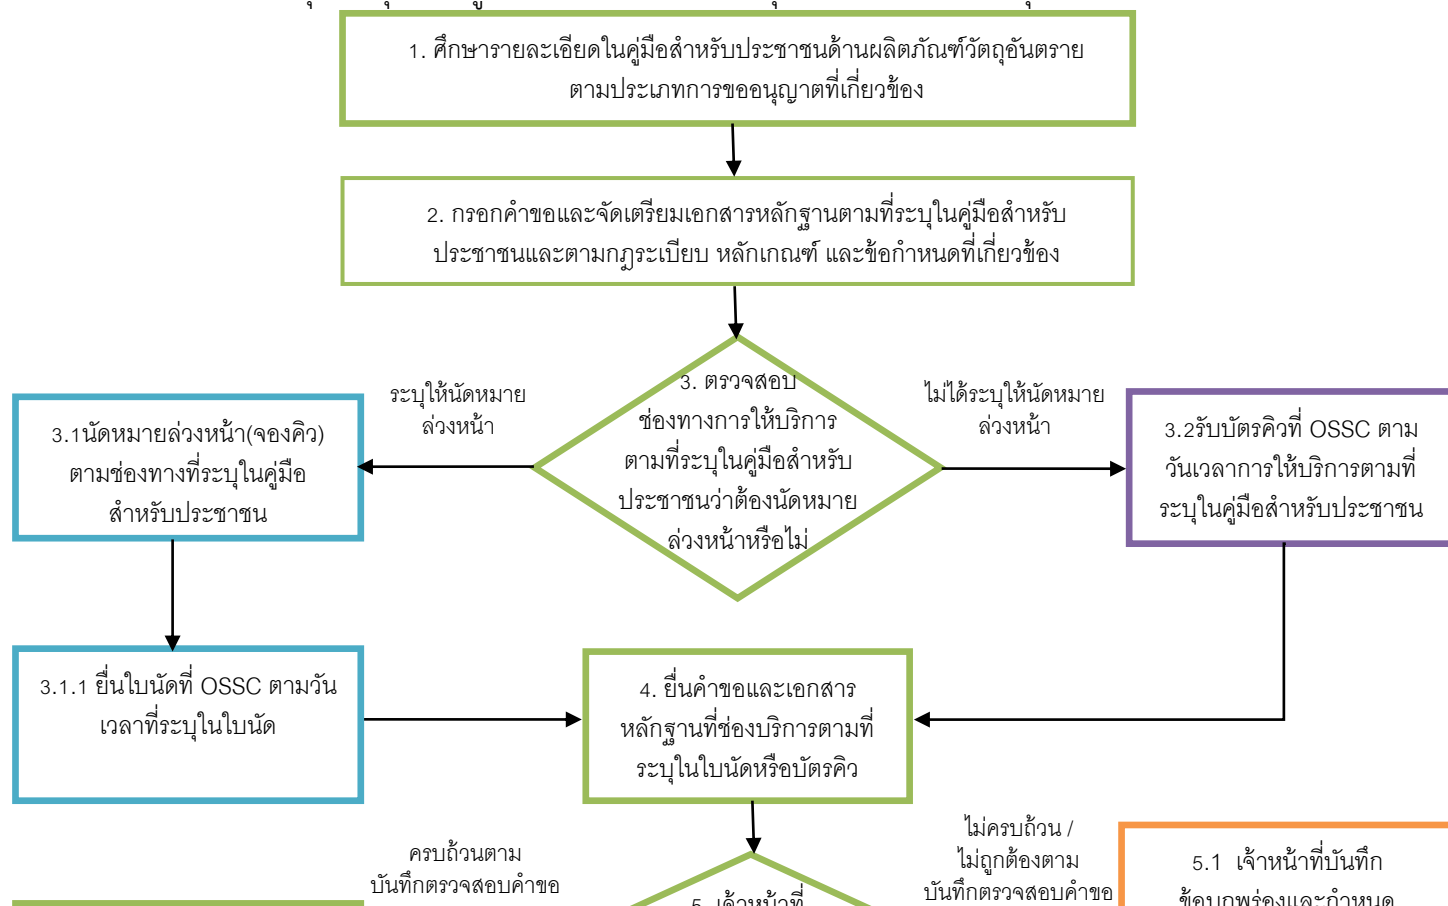 1. ศึกษารายละเอียดในคู่มือสำหรับประชาชนด้านผลิตภัณฑ์วัตถุอันตราย
ตามประเภทการขออนุญาตที่เกี่ยวข้อง
2. กรอกคำขอและจัดเตรียมเอกสารหลักฐานตามที่ระบุในคู่มือสำหรับ
ประชาชนและตามกฎระเบียบ หลักเกณฑ์ และข้อกำหนดที่เกี่ยวข้อง
3. ตรวจสอบ
ช่องทางการให้บริการ
ตามที่ระบุในคู่มือสำหรับ
ประชาชนว่าต้องนัดหมาย
ล่วงหน้าหรือไม่
ระบุให้นัดหมาย
ล่วงหน้า
ไม่ได้ระบุให้นัดหมาย
ล่วงหน้า
3.1นัดหมายล่วงหน้า(จองคิว)
ตามช่องทางที่ระบุในคู่มือ
สำหรับประชาชน
3.2รับบัตรคิวที่ OSSC ตาม
วันเวลาการให้บริการตามที่
ระบุในคู่มือสำหรับประชาชน
3.1.1 ยื่นใบนัดที่ OSSC ตามวัน
เวลาที่ระบุในใบนัด
4. ยื่นคำขอและเอกสาร
หลักฐานที่ช่องบริการตามที่
ระบุในใบนัดหรือบัตรคิว
ครบถ้วนตาม
บันทึกตรวจสอบคำขอ
ไม่ครบถ้วน /
ไม่ถูกต้องตาม
บันทึกตรวจสอบคำขอ
5. เจ้าหน้าที่
5.1 เจ้าหน้าที่บันทึก
ข้อบกพร่องและกำหนด